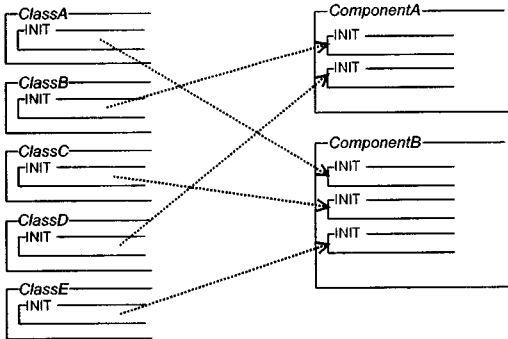 ClassA
INIT
ClassB
INIT
ClassC
INIT
ClassD
INIT
ClassE
INIT
ComponentA
INIT
INIT
ComponentB
INIT
INIT
INIT